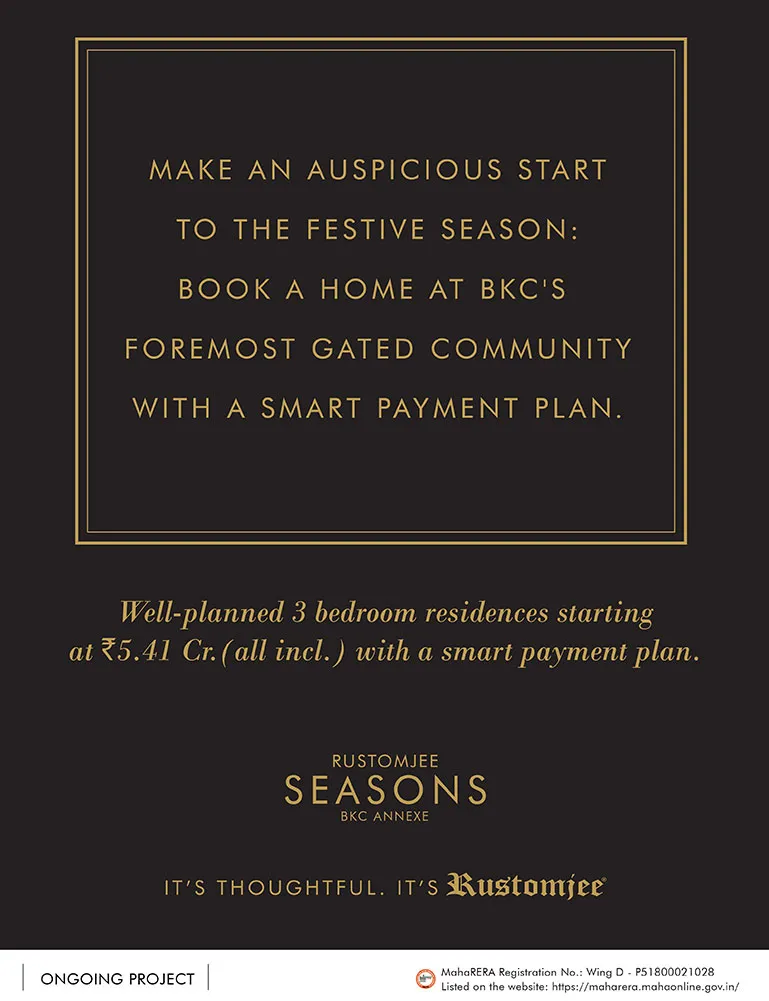 MAKE AN AUSPICIOUS START
TO THE FESTIVE SEASON:
BOOK A HOME AT BKC'S
FOREMOST GATED COMMUNITY
WITH A SMART PAYMENT PLAN.
Well-planned 3 bedroom residences starting
at ₹5.41 Cr.(all incl.) with a smart payment plan.
RUSTOMJEE
SEASONS
BKC ANNEXE
IT'S THOUGHTFUL. IT'S Rustomjee®
ONGOING PROJECT
MahaRERA Registration No.: Wing D - P51800021028
Listed on the website: https://maharera.mahaonline.gov.in/